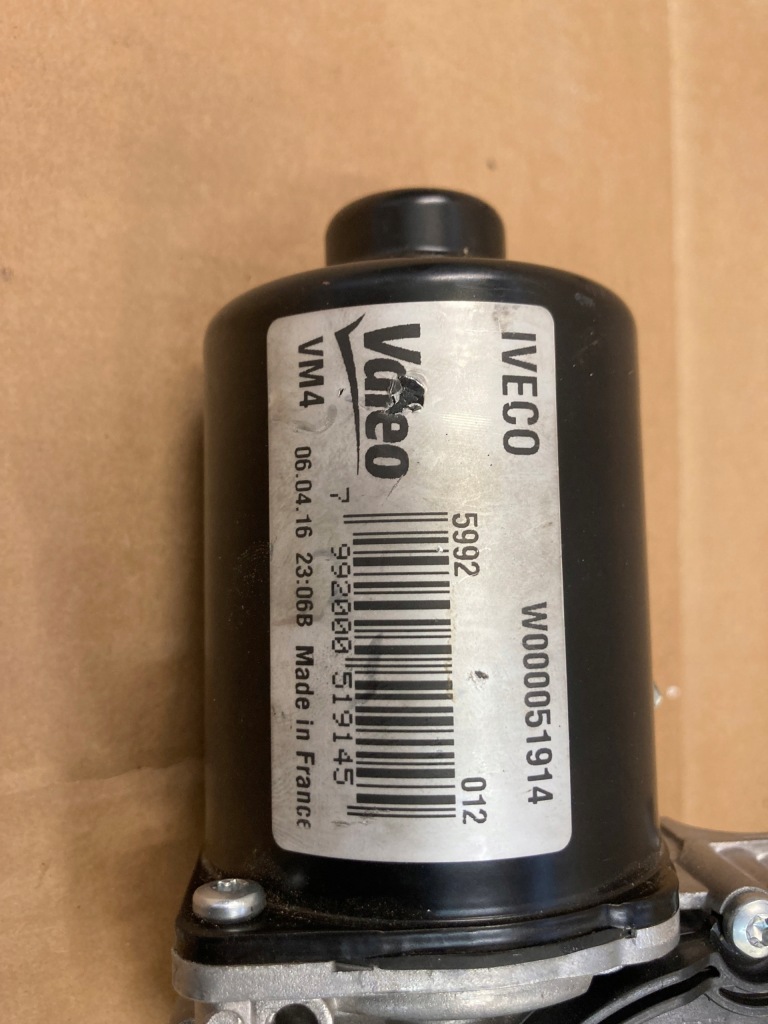 IVECO W000051914
5992 012
Valeo
7 992000 519145
VM4 06.04.16 23:06B Made in France